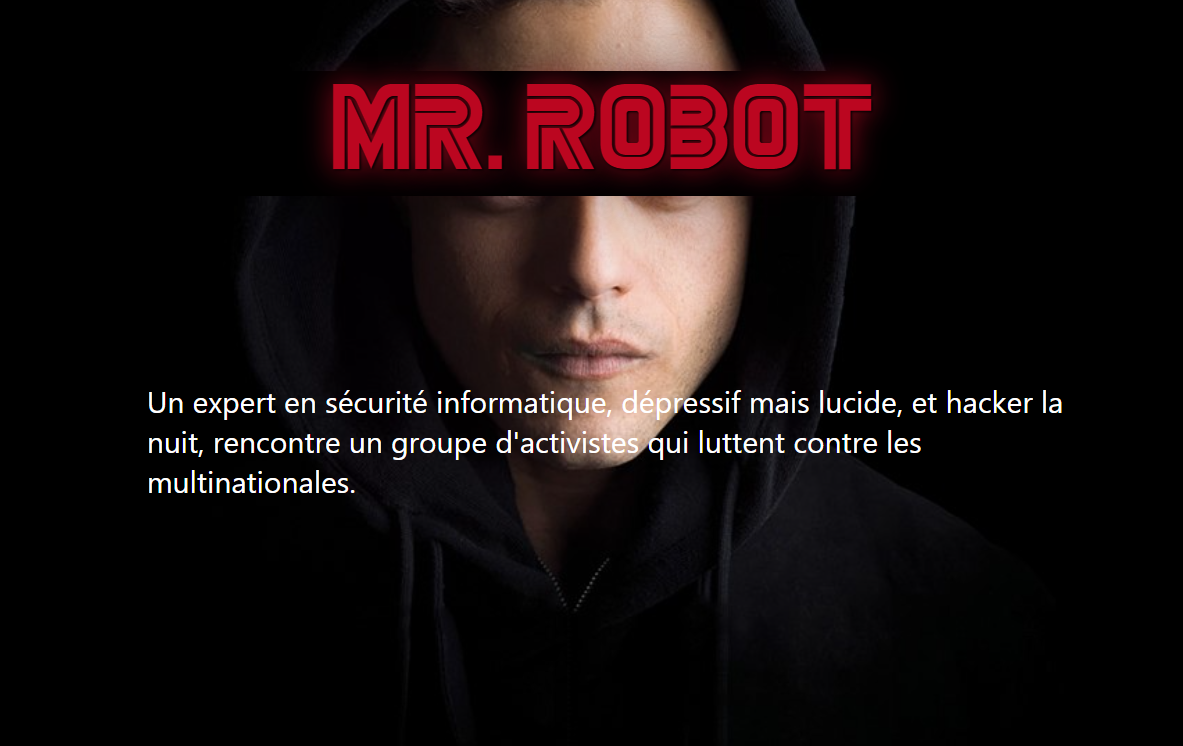 MR. ROBOT
Un expert en sécurité informatique, dépressif mais lucide, et hacker la
nuit, rencontre un groupe d'activistes qui luttent contre les
multinationales.